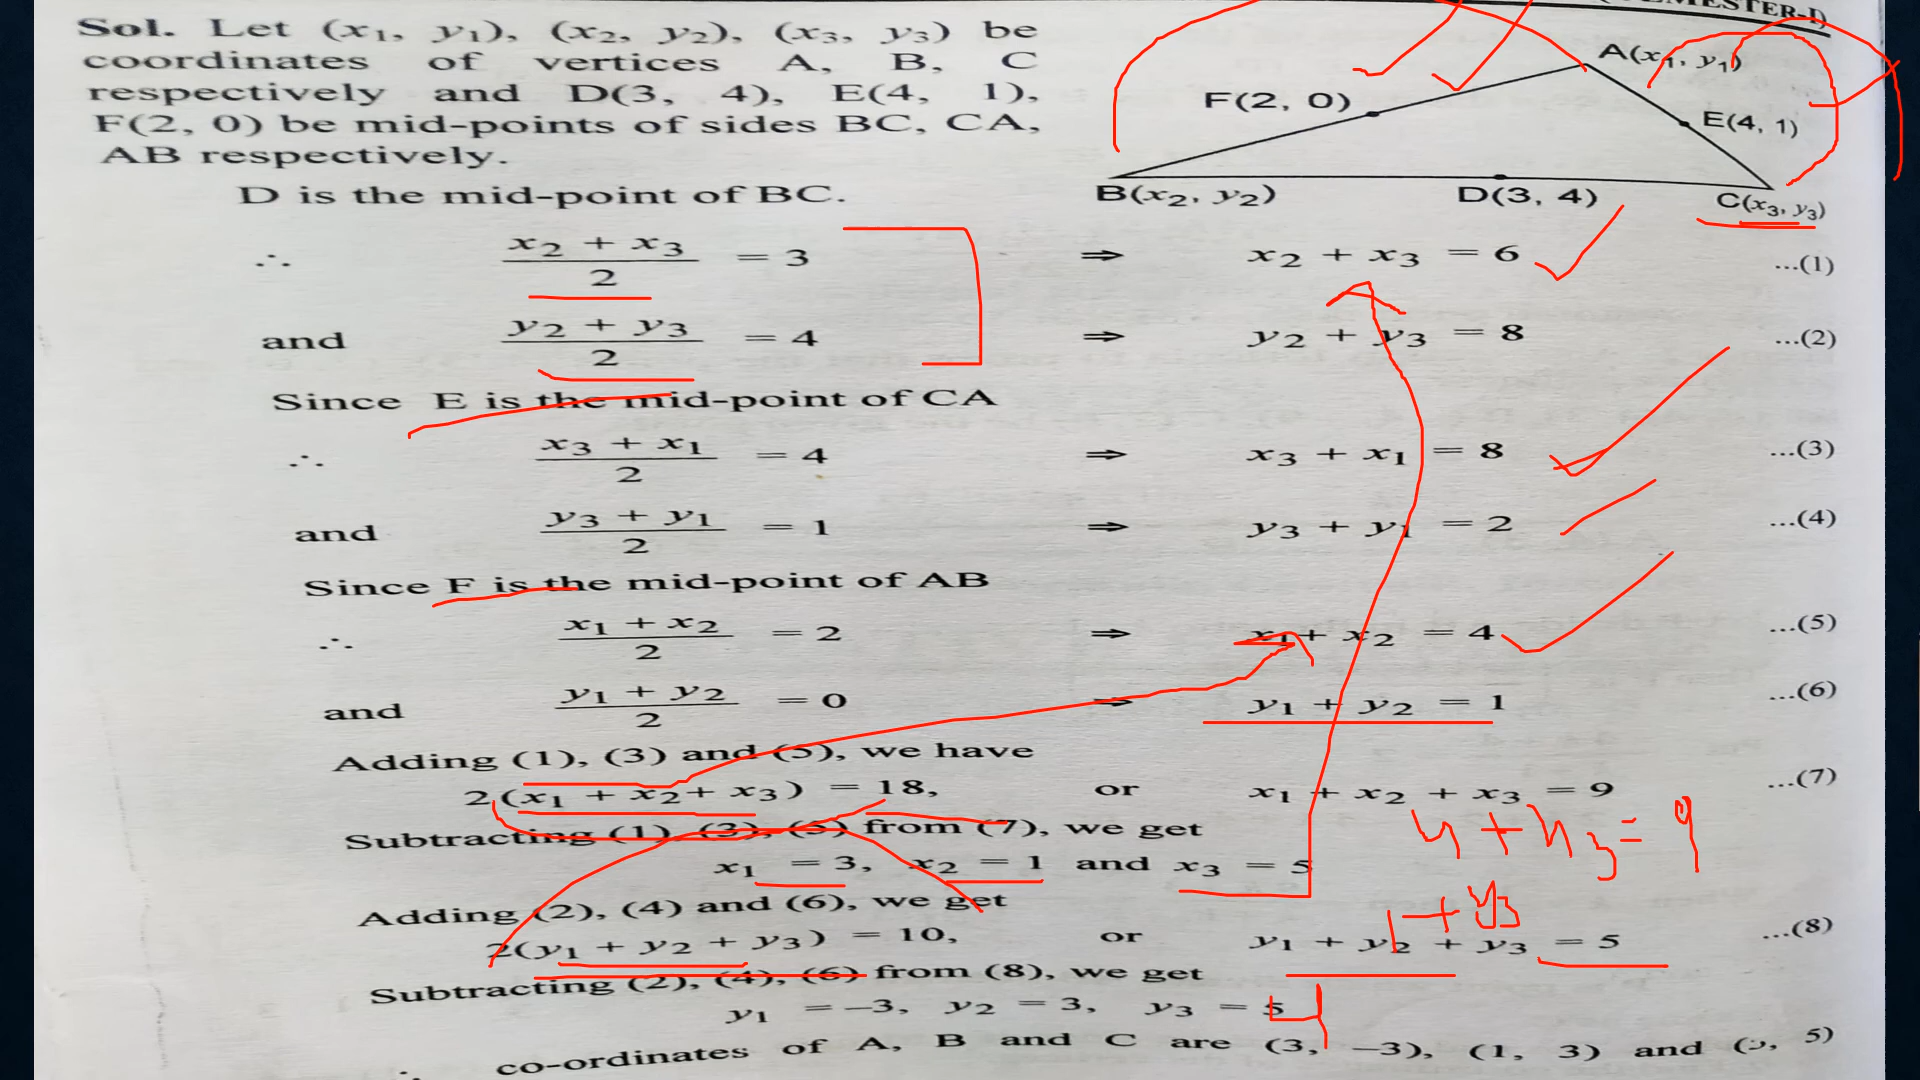 Sol. Let (x₁, y₁), (x₂, y₂), (x₃, y₃) be
coordinates of vertices A, B, C
respectively and D(3, 4), E(4, 1),
F(2, 0) be mid-points of sides BC, CA,
AB respectively.
A(x₁, y₁)
F(2, 0)
E(4, 1)
B(x₂, y₂) D(3, 4) C(x₃, y₃)
D is the mid-point of BC.
∴ (x₂ + x₃)/2 = 3 ⇒ x₂ + x₃ = 6 ...(1)
and (y₂ + y₃)/2 = 4 ⇒ y₂ + y₃ = 8 ...(2)
Since E is the mid-point of CA
∴ (x₃ + x₁)/2 = 4 ⇒ x₃ + x₁ = 8 ...(3)
and (y₃ + y₁)/2 = 1 ⇒ y₃ + y₁ = 2 ...(4)
Since F is the mid-point of AB
∴ (x₁ + x₂)/2 = 2 ⇒ x₁ + x₂ = 4 ...(5)
and (y₁ + y₂)/2 = 0 ⇒ y₁ + y₂ = 1 ...(6)
Adding (1), (3) and (5), we have
2(x₁ + x₂ + x₃) = 18, or x₁ + x₂ + x₃ = 9 ...(7)
Subtracting (1), (3), (5) from (7), we get
x₁ = 3, x₂ = 1 and x₃ = 5
Adding (2), (4) and (6), we get
2(y₁ + y₂ + y₃) = 10, or y₁ + y₂ + y₃ = 5 ...(8)
Subtracting (2), (4), (6) from (8), we get
y₁ = –3, y₂ = 3, y₃ = 5
∴ co-ordinates of A, B and C are (3, –3), (1, 3) and (5, 5)
4 + x₃ = 9
1 + y₃